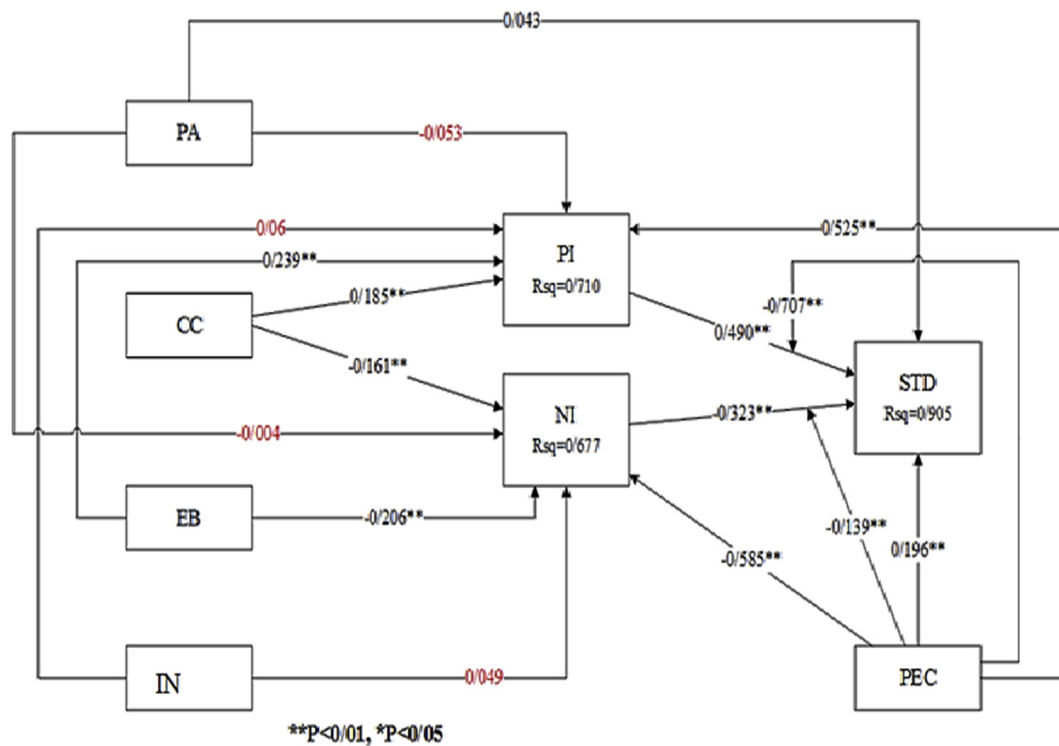 0/043
PA
-0/053
0/06
0/525**
0/239**
PI
Rsq=0/710
0/185**
-0/707**
CC
0/490**
-0/161**
STD
Rsq=0/905
NI
Rsq=0/677
-0/323**
-0/004
EB
-0/206**
-0/139**
0/196**
-0/585**
IN
0/049
PEC
**P<0/01, *P<0/05